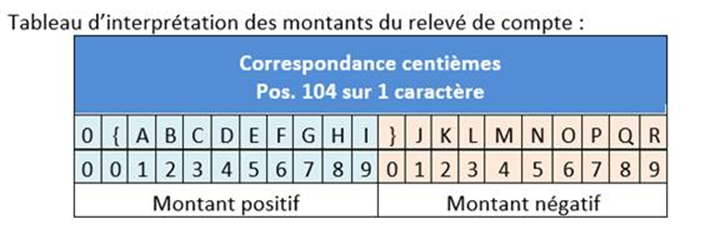 Tableau d’interprétation des montants du relevé de compte :
Correspondance centièmes
Pos. 104 sur 1 caractère
0 { A B C D E F G H I } J K L M N O P Q R
0 0 1 2 3 4 5 6 7 8 9 0 1 2 3 4 5 6 7 8 9
Montant positif Montant négatif